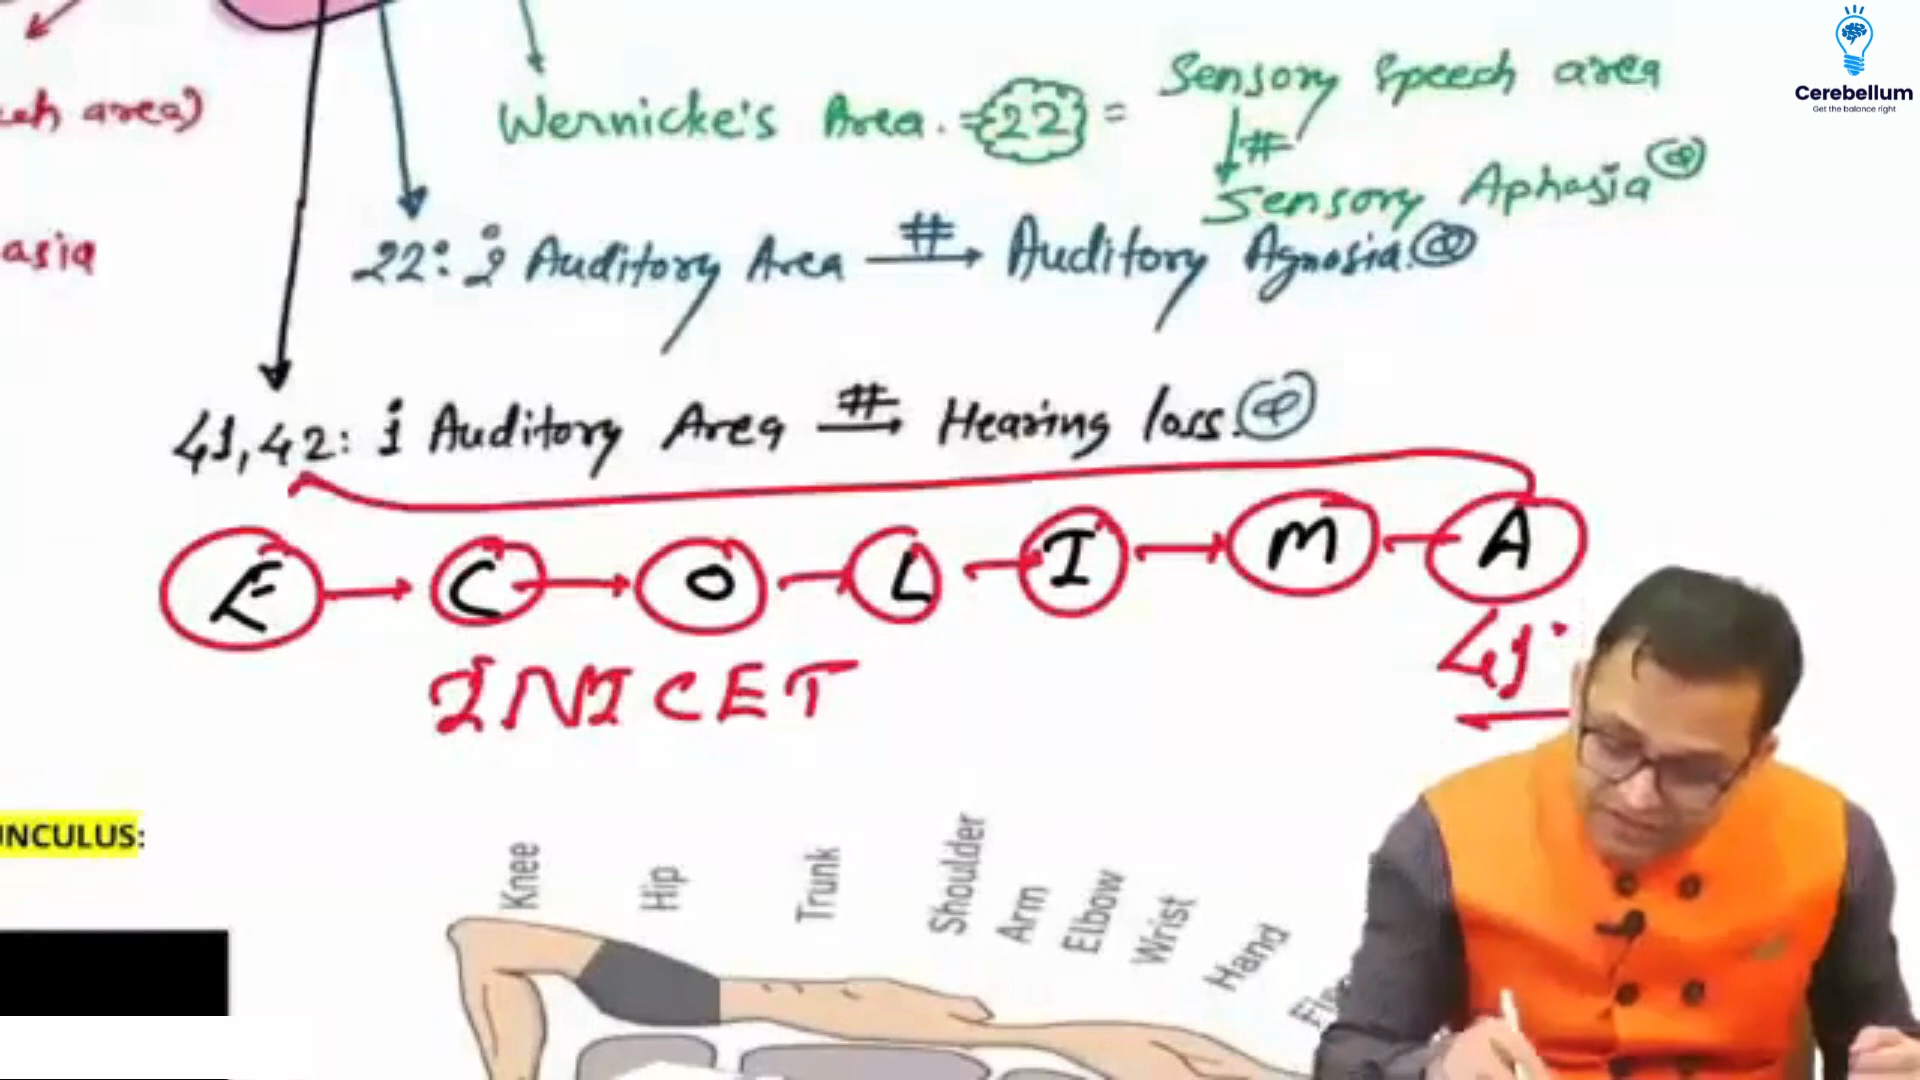 Cerebellum
Get the balance right
Sensory Speech area
Wernicke's Area. = 22 =
#
area)
Sensory Aphasia
22: 2 Auditory Area # Auditory Agnosia.
asia
41,42: 1 Auditory Area # Hearing loss.
E C O L I M A
41
INICET
UNCULUS:
Knee
Hip
Trunk
Shoulder
Arm
Elbow
Wrist
Hand